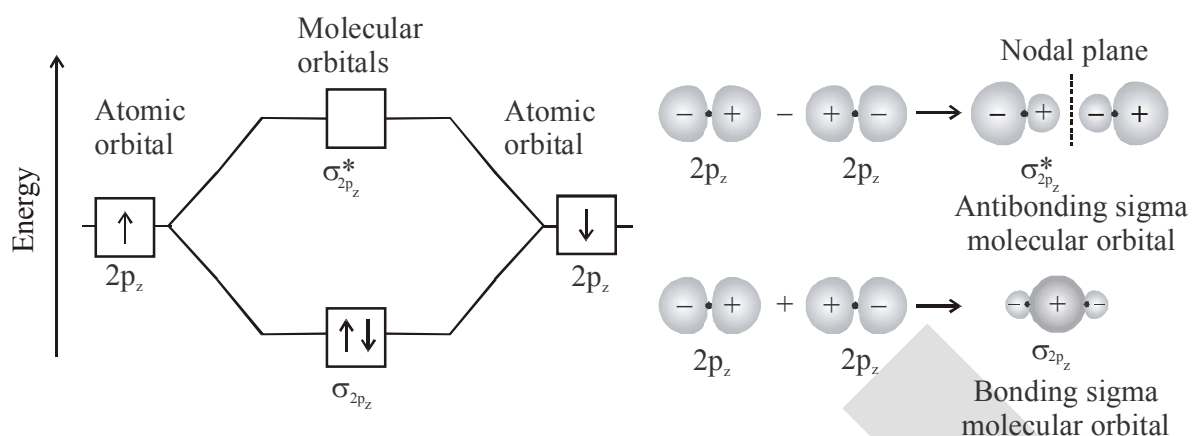 Energy
Molecular
orbitals
Atomic
orbital
Atomic
orbital
σ*2pz
↑
↓
2pz
2pz
↑↓
σ2pz
Nodal plane
− + − + − → − + − +
2pz 2pz σ*2pz
Antibonding sigma
molecular orbital
− + + + − → − + −
2pz 2pz σ2pz
Bonding sigma
molecular orbital